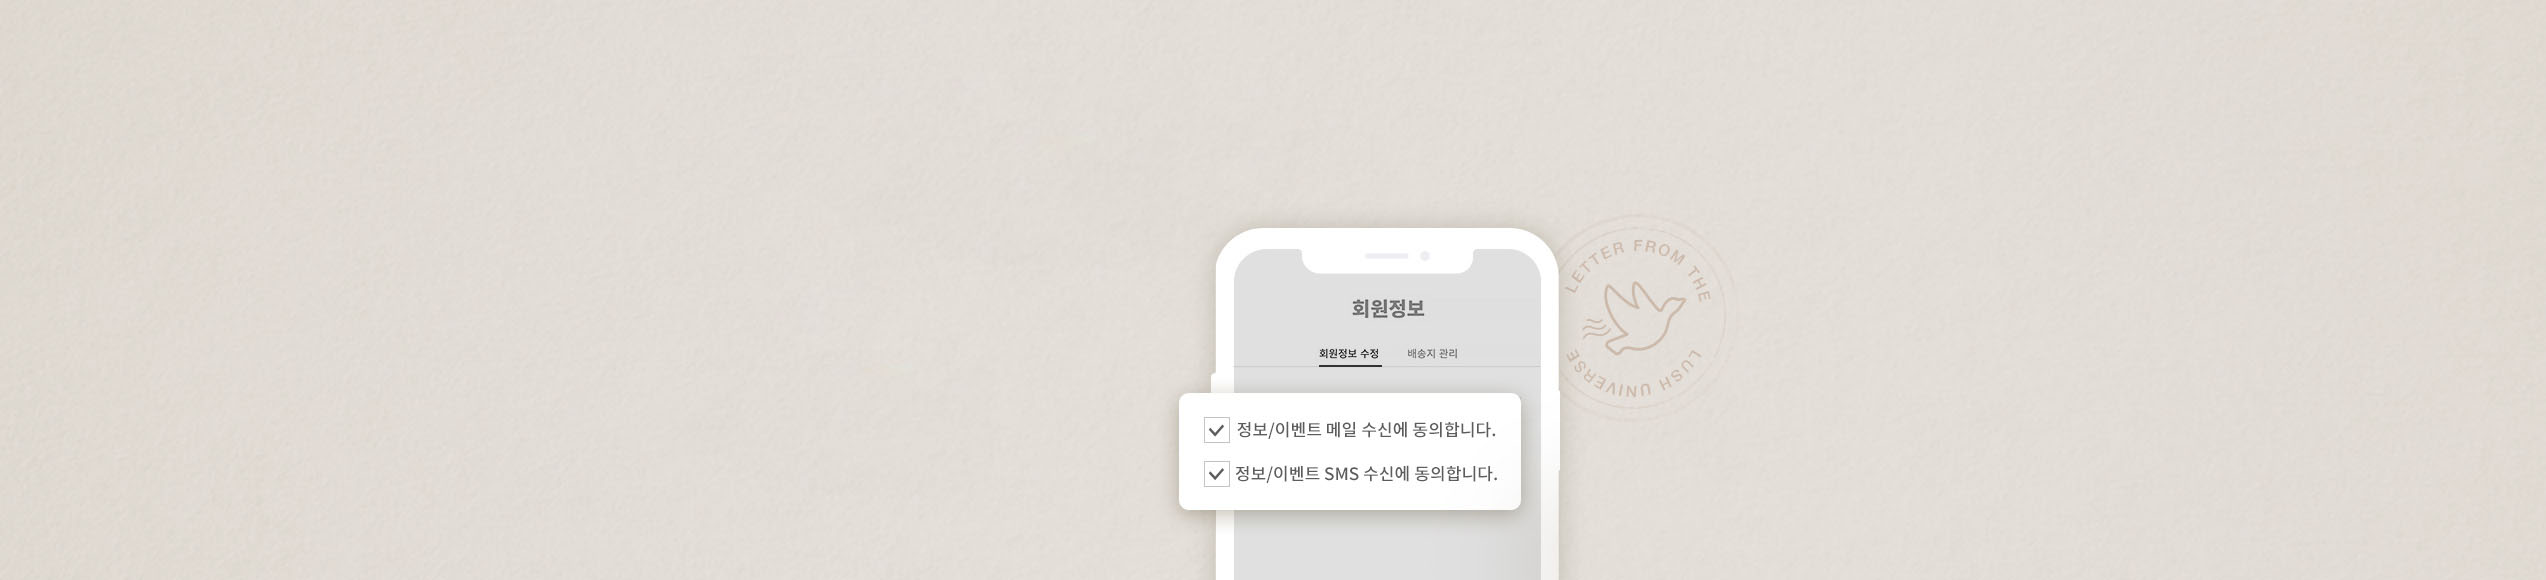 회원정보
회원정보 수정 배송지 관리
정보/이벤트 메일 수신에 동의합니다.
정보/이벤트 SMS 수신에 동의합니다.
LETTER FROM THE
LUSH UNIVERSE